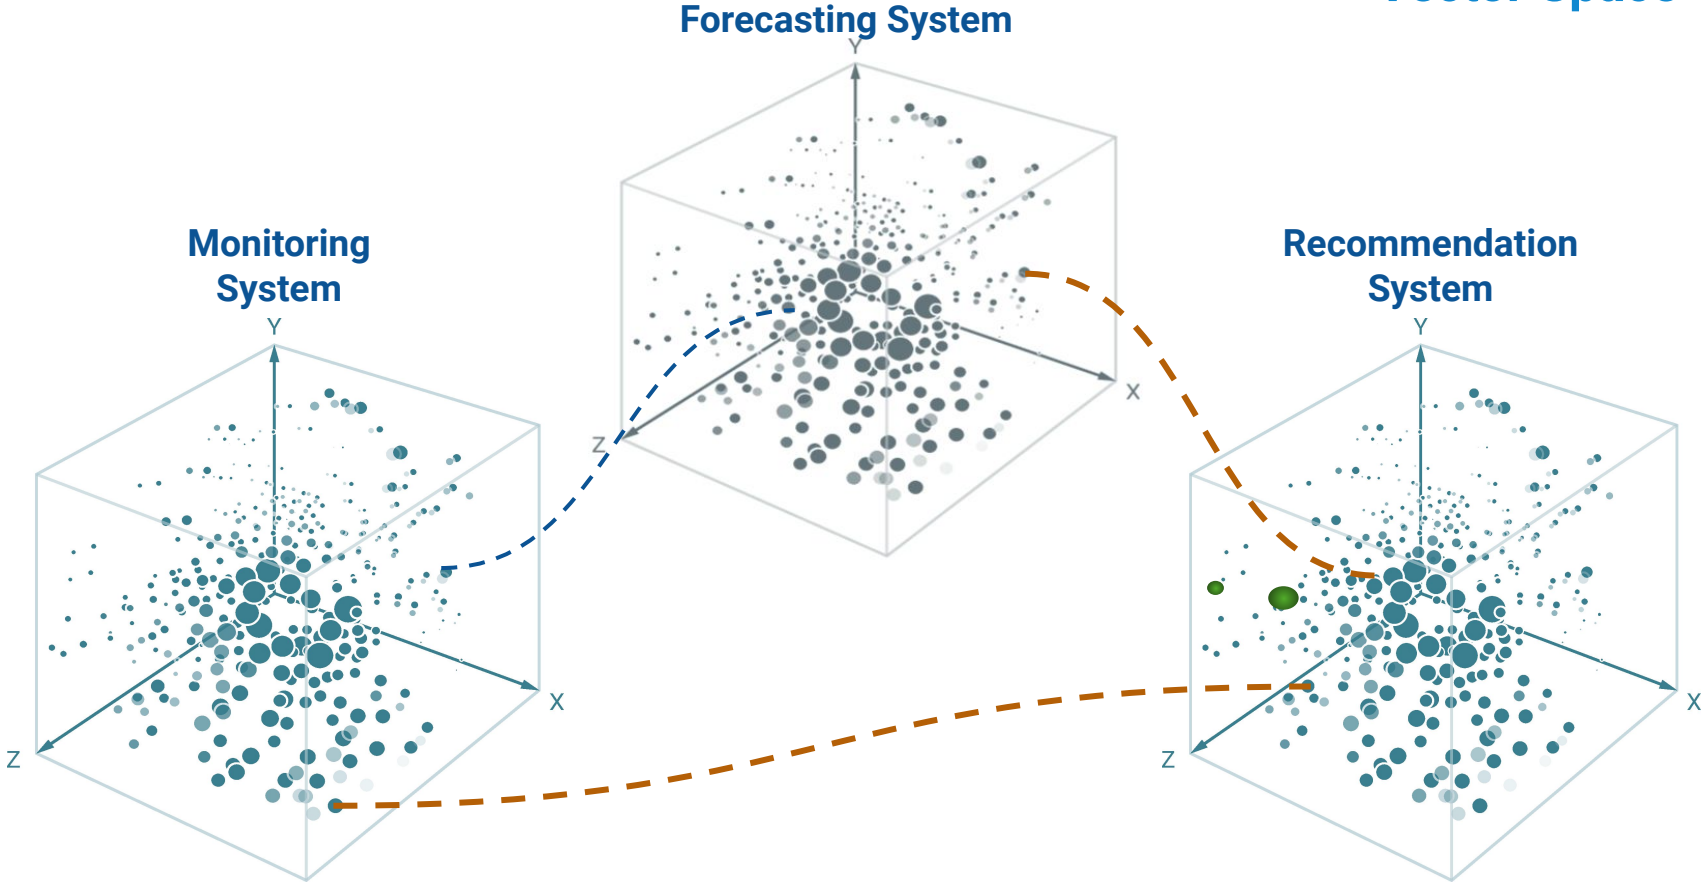 Forecasting System
Y
X
Z
Monitoring
System
Y
X
Z
Recommendation
System
Y
X
Z